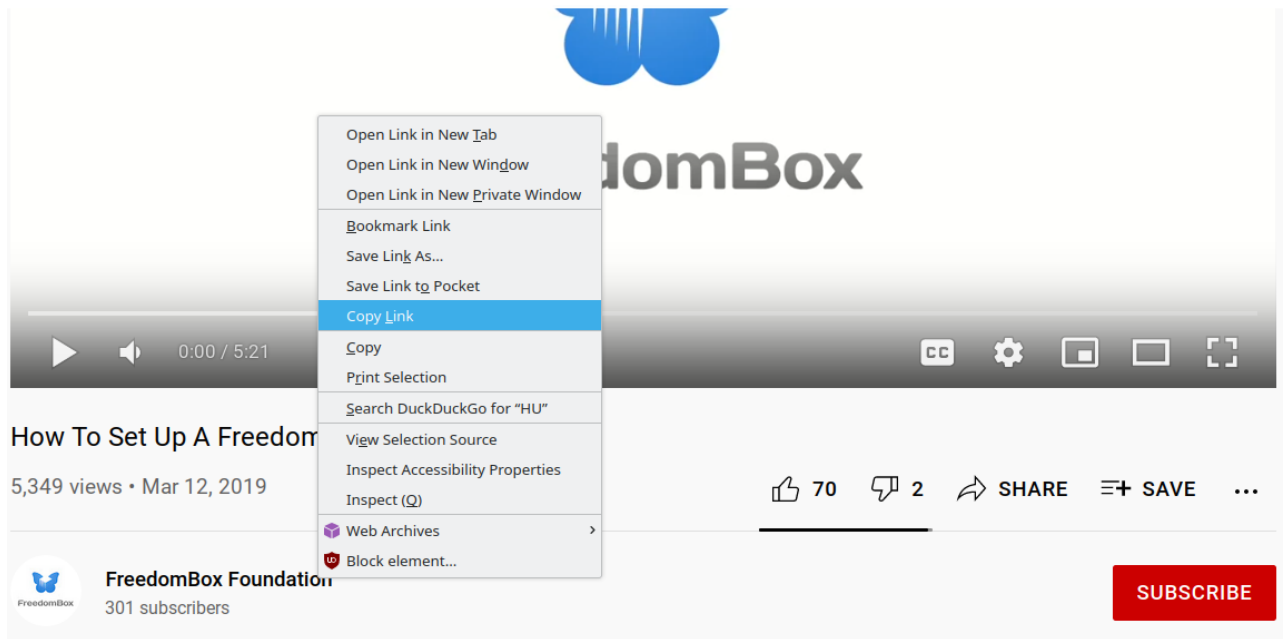 domBox
Open Link in New Tab
Open Link in New Window
Open Link in New Private Window
Bookmark Link
Save Link As...
Save Link to Pocket
Copy Link
Copy
Print Selection
Search DuckDuckGo for “HU”
View Selection Source
Inspect Accessibility Properties
Inspect (Q)
Web Archives
Block element...
0:00 / 5:21
CC
How To Set Up A Freedom
5,349 views • Mar 12, 2019
70
2
SHARE
SAVE
FreedomBox
FreedomBox Foundation
301 subscribers
SUBSCRIBE